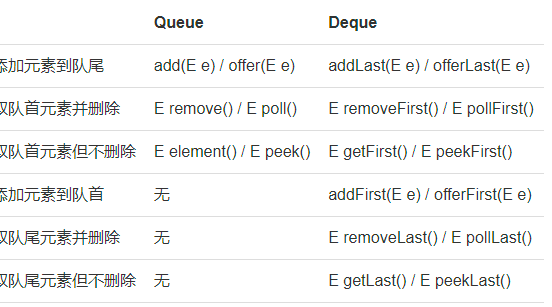 Queue Deque
添加元素到队尾 add(E e) / offer(E e) addLast(E e) / offerLast(E e)
取队首元素并删除 E remove() / E poll() E removeFirst() / E pollFirst()
取队首元素但不删除 E element() / E peek() E getFirst() / E peekFirst()
添加元素到队首 无 addFirst(E e) / offerFirst(E e)
取队尾元素并删除 无 E removeLast() / E pollLast()
取队尾元素但不删除 无 E getLast() / E peekLast()